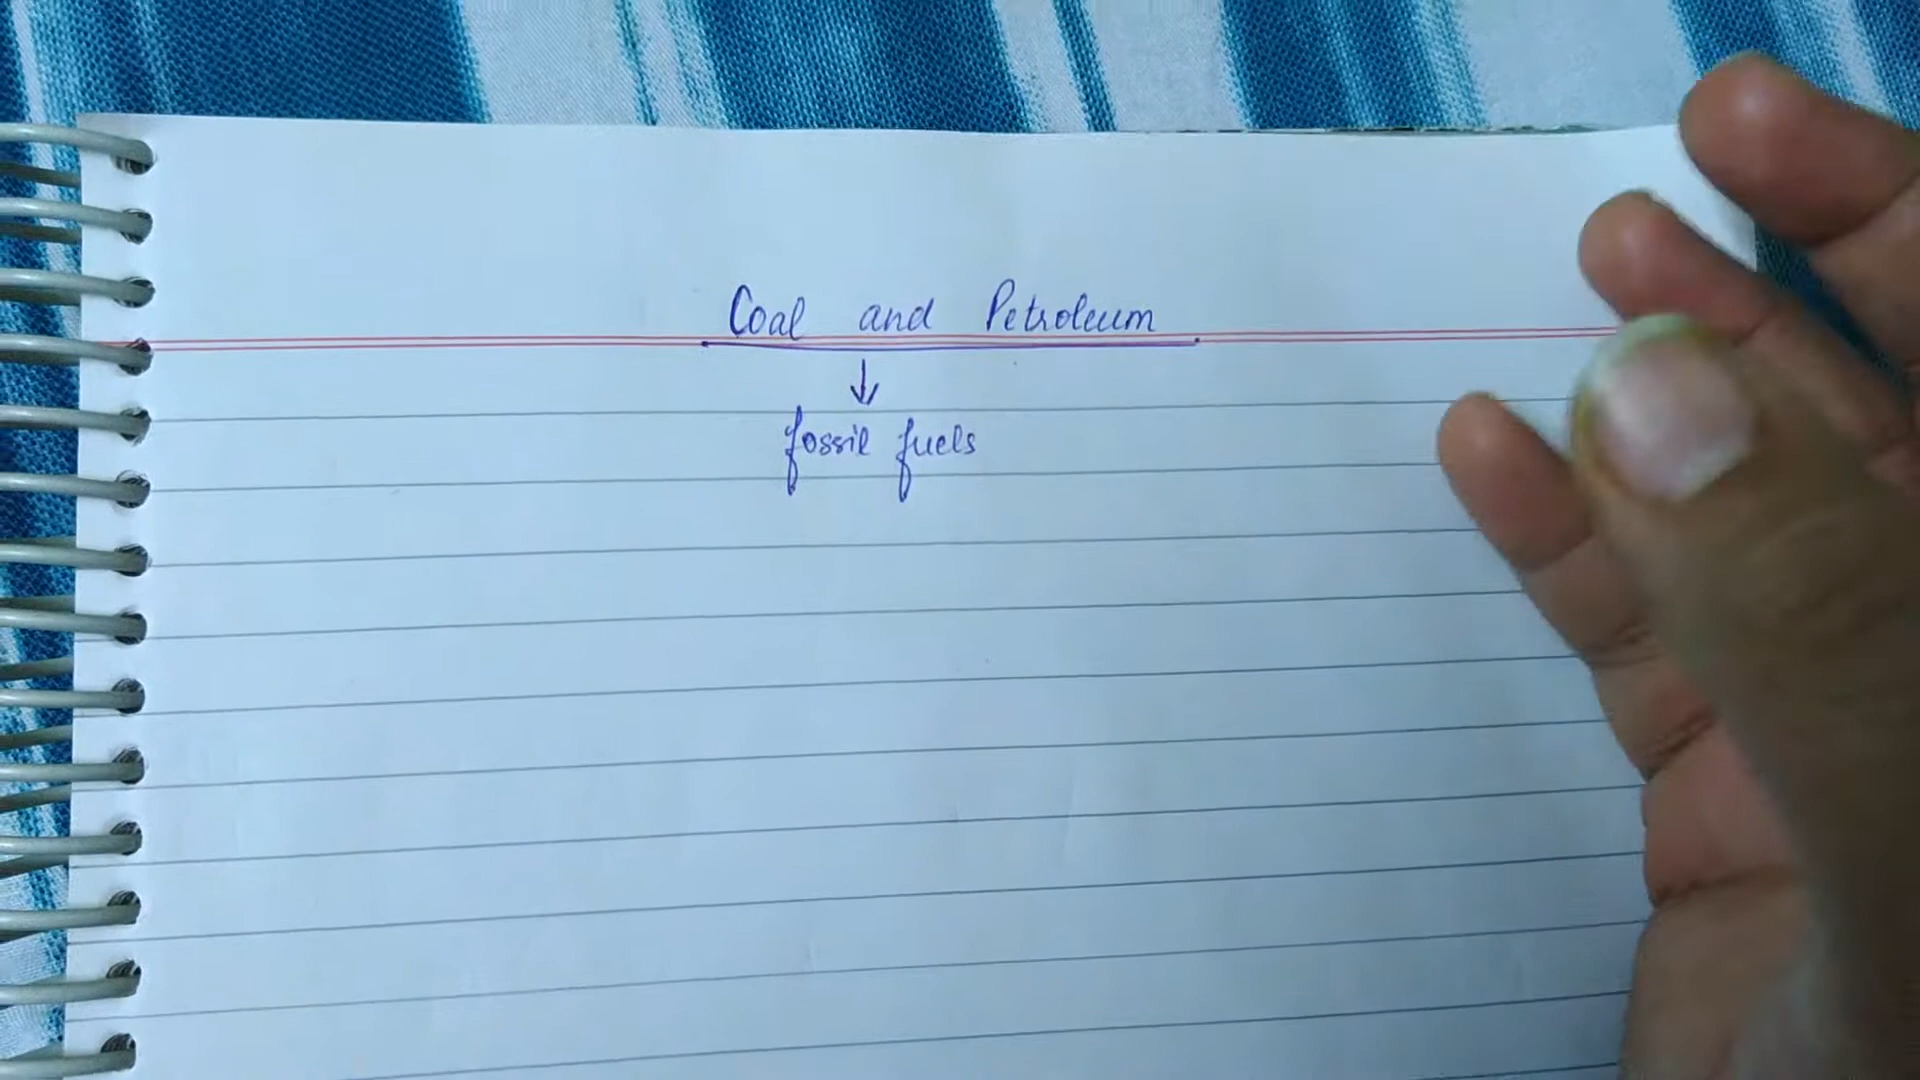 Coal and Petroleum
↓
fossil fuels